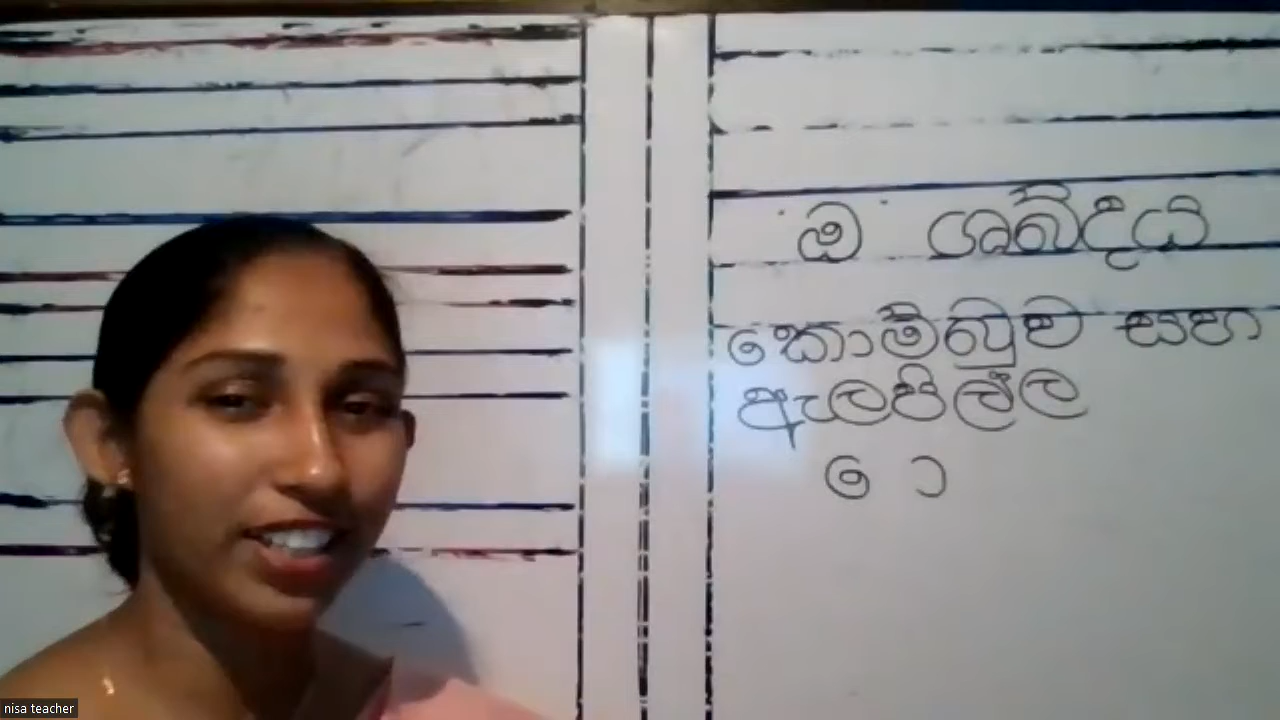 ඔ ශබ්දය
කොම්බුව සහ
ඇලපිල්ල
ෙ ා
nisa teacher